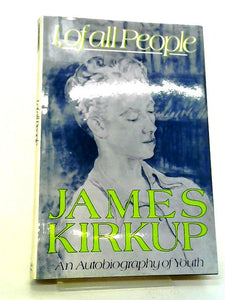 I, of all People
JAMES
KIRKUP
An Autobiography of Youth